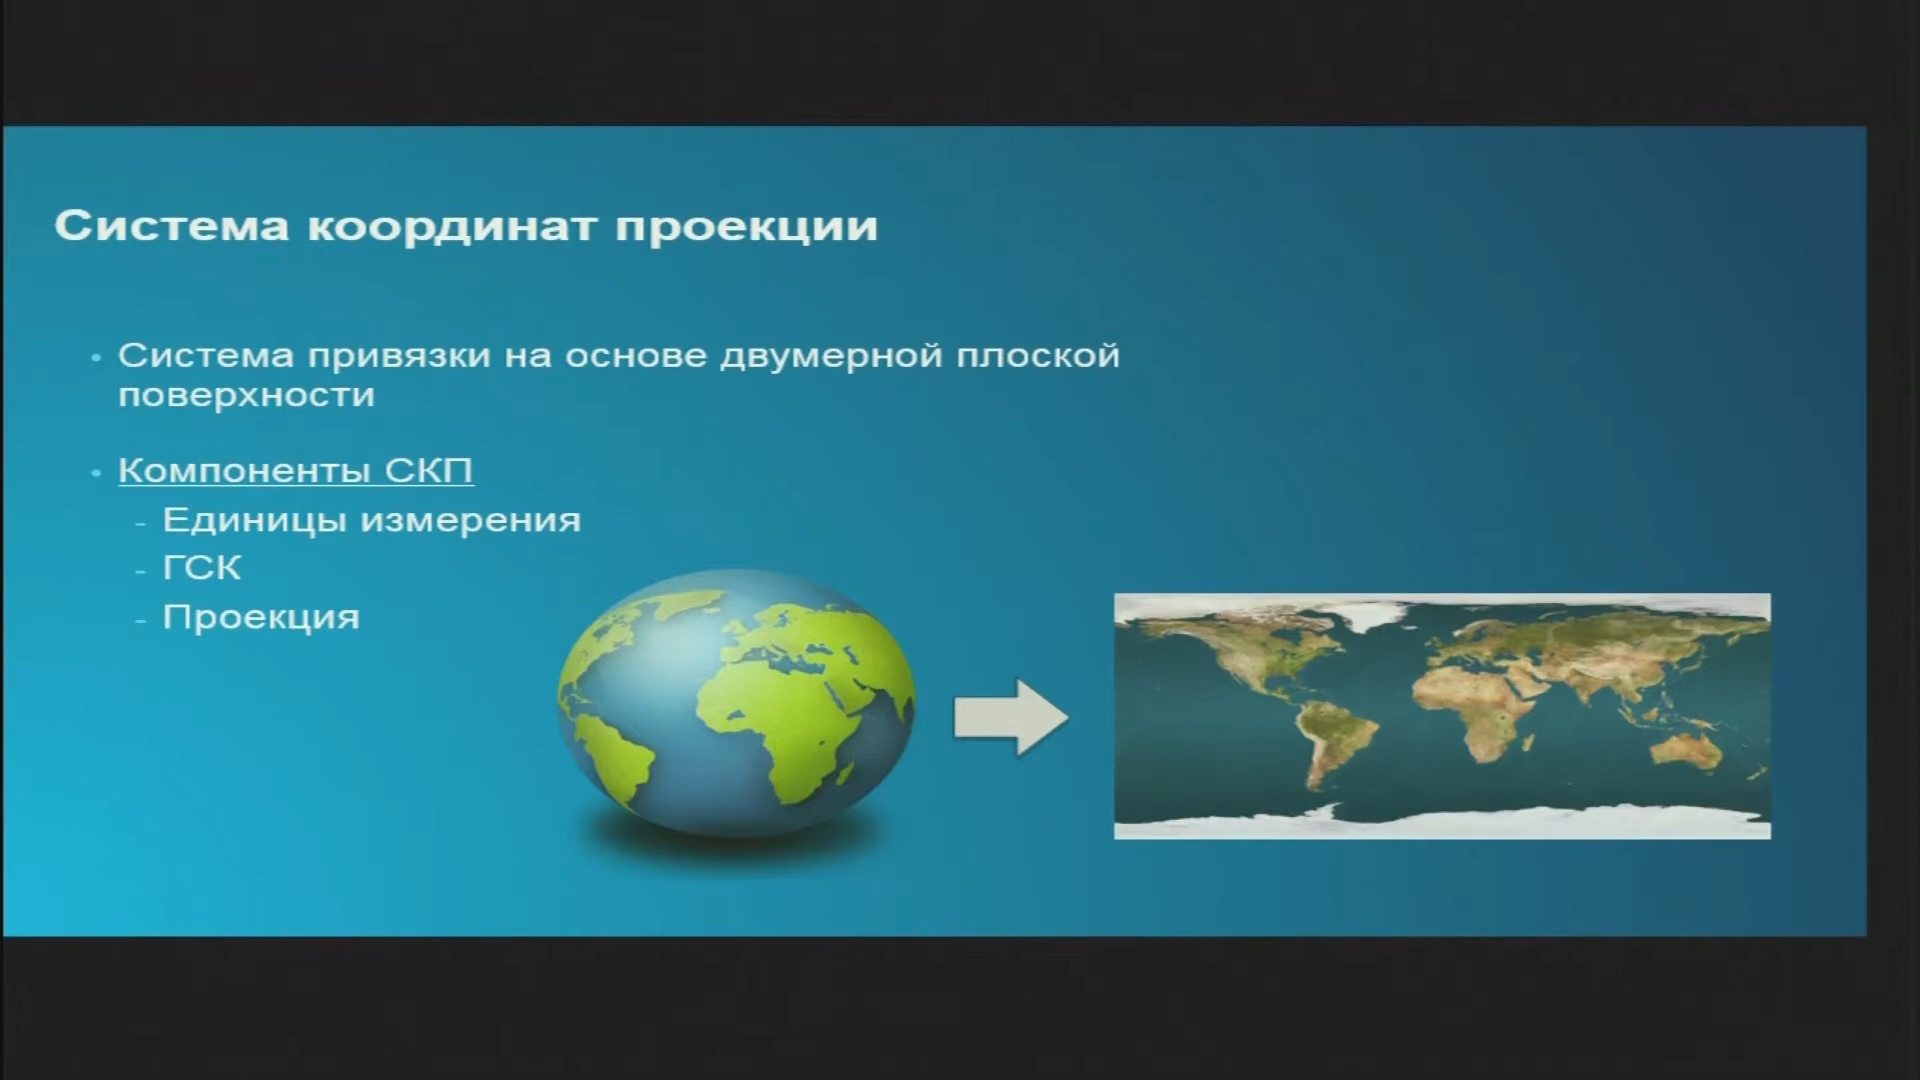 Система координат проекции
• Система привязки на основе двумерной плоской
поверхности
• Компоненты СКП
- Единицы измерения
- ГСК
- Проекция